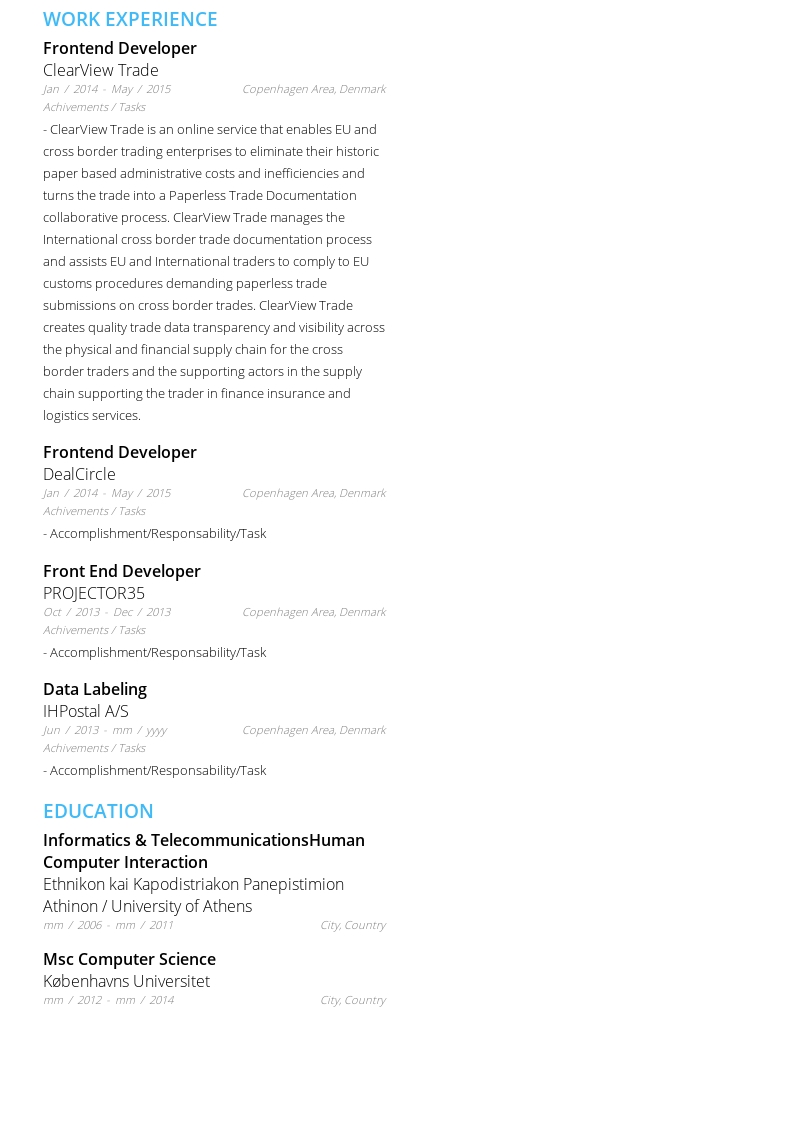 WORK EXPERIENCE
Frontend Developer
ClearView Trade
Jan / 2014 - May / 2015 Copenhagen Area, Denmark
Achivements / Tasks
- ClearView Trade is an online service that enables EU and
cross border trading enterprises to eliminate their historic
paper based administrative costs and inefficiencies and
turns the trade into a Paperless Trade Documentation
collaborative process. ClearView Trade manages the
International cross border trade documentation process
and assists EU and International traders to comply to EU
customs procedures demanding paperless trade
submissions on cross border trades. ClearView Trade
creates quality trade data transparency and visibility across
the physical and financial supply chain for the cross
border traders and the supporting actors in the supply
chain supporting the trader in finance insurance and
logistics services.
Frontend Developer
DealCircle
Jan / 2014 - May / 2015 Copenhagen Area, Denmark
Achivements / Tasks
- Accomplishment/Responsability/Task
Front End Developer
PROJECTOR35
Oct / 2013 - Dec / 2013 Copenhagen Area, Denmark
Achivements / Tasks
- Accomplishment/Responsability/Task
Data Labeling
IHPostal A/S
Jun / 2013 - mm / yyyy Copenhagen Area, Denmark
Achivements / Tasks
- Accomplishment/Responsability/Task
EDUCATION
Informatics & TelecommunicationsHuman
Computer Interaction
Ethnikon kai Kapodistriakon Panepistimion
Athinon / University of Athens
mm / 2006 - mm / 2011 City, Country
Msc Computer Science
Københavns Universitet
mm / 2012 - mm / 2014 City, Country